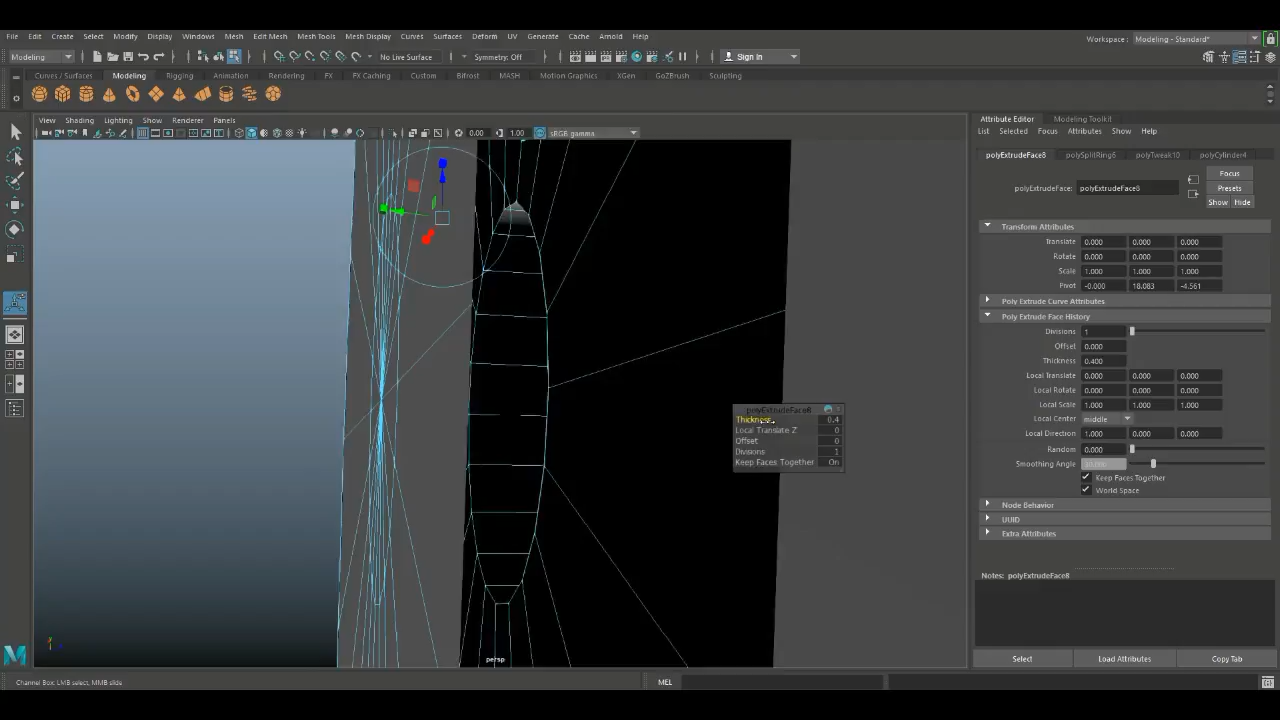 File Edit Create Select Modify Display Windows Mesh Edit Mesh Mesh Tools Mesh Display Curves Surfaces Deform UV Generate Cache Arnold Help
Workspace: Modeling - Standard*
Modeling
No Live Surface
Symmetry: Off
Sign In
Curves / Surfaces Modeling Rigging Animation Rendering FX FX Caching Custom Bifrost MASH Motion Graphics XGen GoZBrush Sculpting
View Shading Lighting Show Renderer Panels
0.00 1.00 sRGB gamma
Attribute Editor Modeling Toolkit
List Selected Focus Attributes Show Help
polyExtrudeFace8 polySplitRing6 polyTweak10 polyCylinder4
Focus
polyExtrudeFace: polyExtrudeFace8 Presets
Show Hide
Transform Attributes
Translate 0.000 0.000 0.000
Rotate 0.000 0.000 0.000
Scale 1.000 1.000 1.000
Pivot -0.000 18.083 -4.561
Poly Extrude Curve Attributes
Poly Extrude Face History
Divisions 1
Offset 0.000
Thickness 0.400
Local Translate 0.000 0.000 0.000
Local Rotate 0.000 0.000 0.000
Local Scale 1.000 1.000 1.000
Local Center middle
Local Direction 1.000 0.000 0.000
Random 0.000
Smoothing Angle
Keep Faces Together
World Space
Node Behavior
UUID
Extra Attributes
Notes: polyExtrudeFace8
Select Load Attributes Copy Tab
polyExtrudeFace8
Thickness 0.4
Local Translate Z 0
Offset 0
Divisions 1
Keep Faces Together On
persp
Channel Box: LMB select, MMB slide
MEL